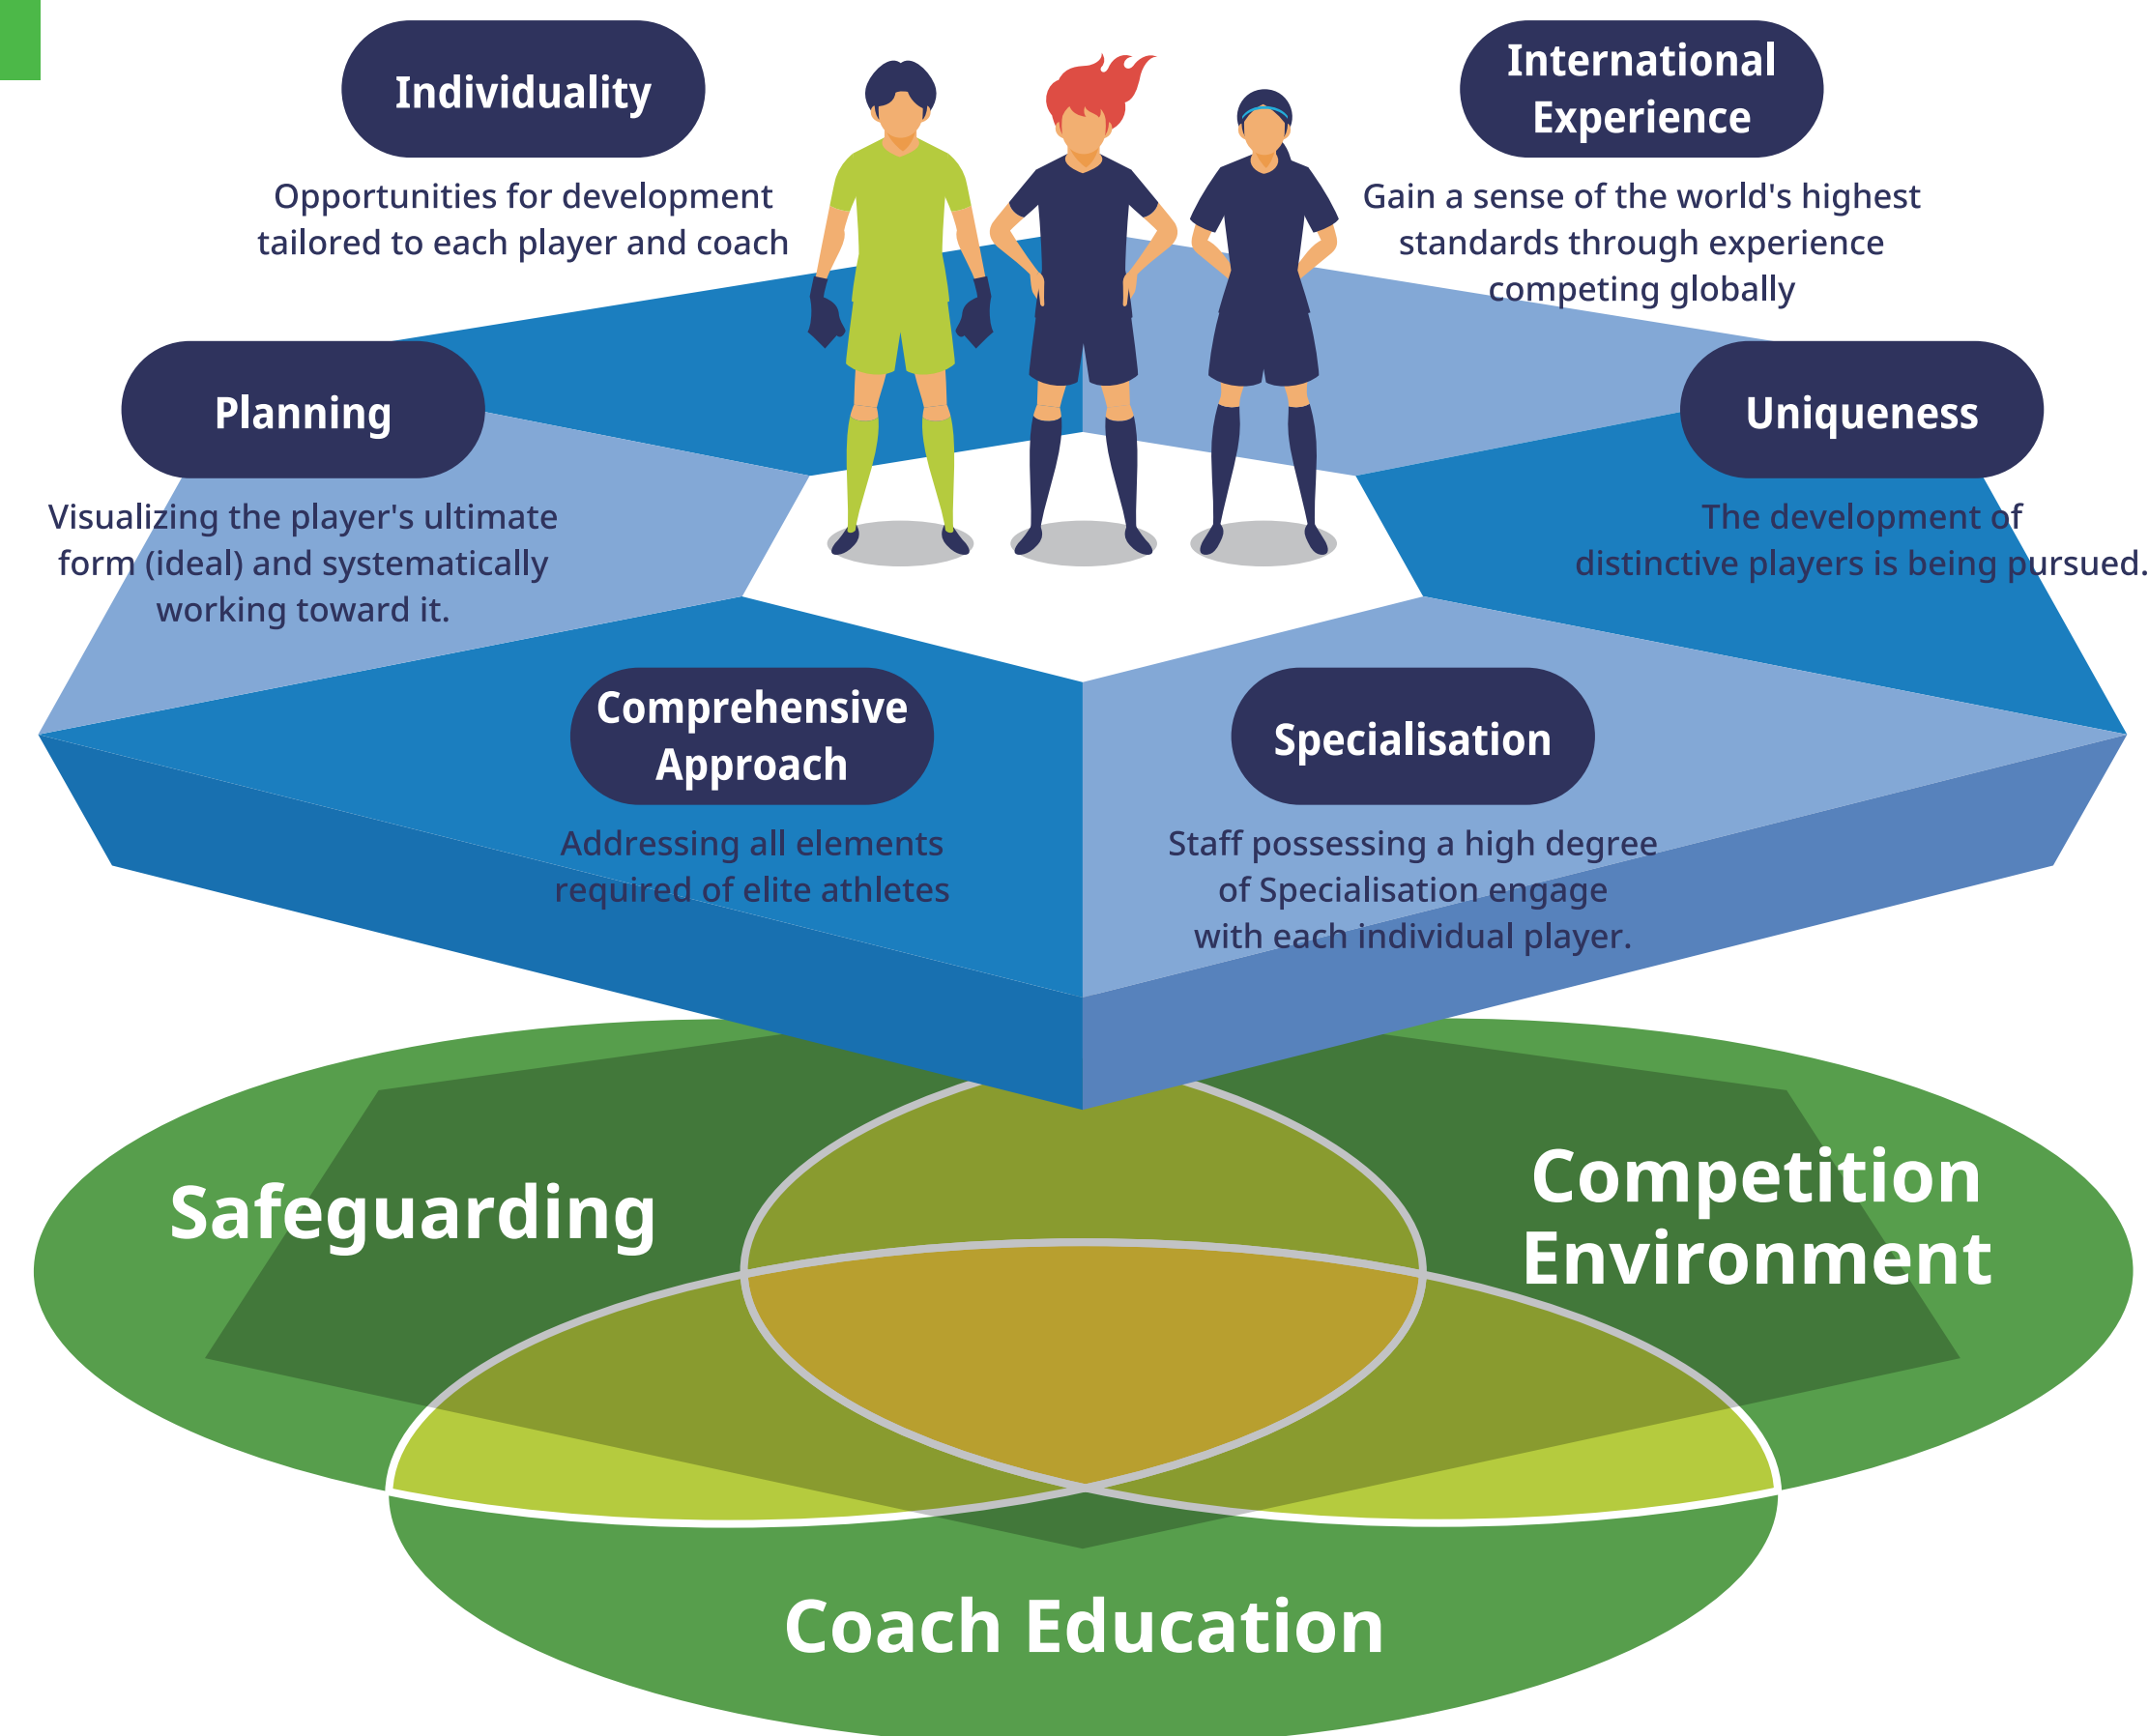 Individuality
Opportunities for development
tailored to each player and coach
International
Experience
Gain a sense of the world's highest
standards through experience
competing globally
Planning
Visualizing the player's ultimate
form (ideal) and systematically
working toward it.
Uniqueness
The development of
distinctive players is being pursued.
Comprehensive
Approach
Addressing all elements
required of elite athletes
Specialisation
Staff possessing a high degree
of Specialisation engage
with each individual player.
Safeguarding
Competition
Environment
Coach Education